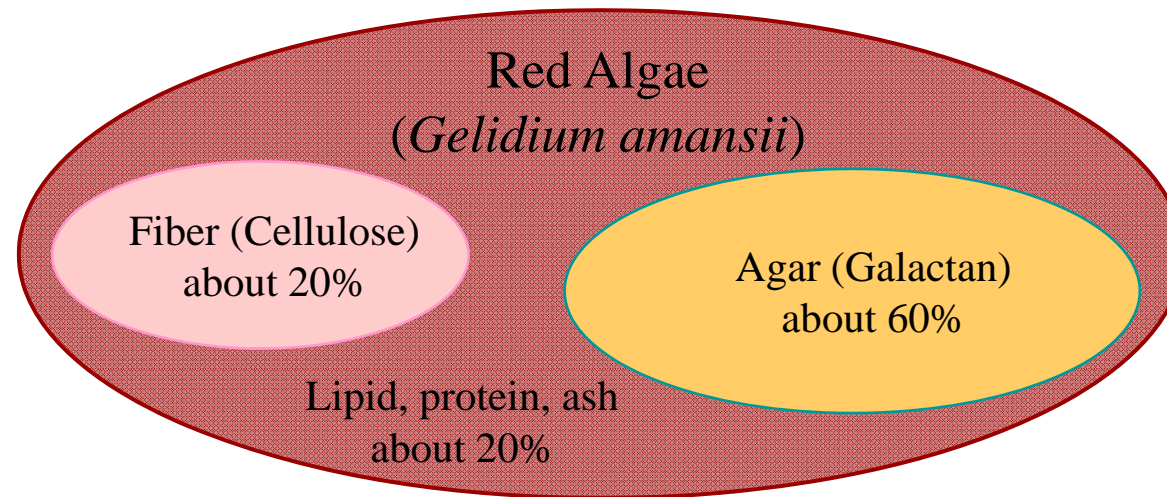 Red Algae
(Gelidium amansii)
Fiber (Cellulose)
about 20%
Agar (Galactan)
about 60%
Lipid, protein, ash
about 20%